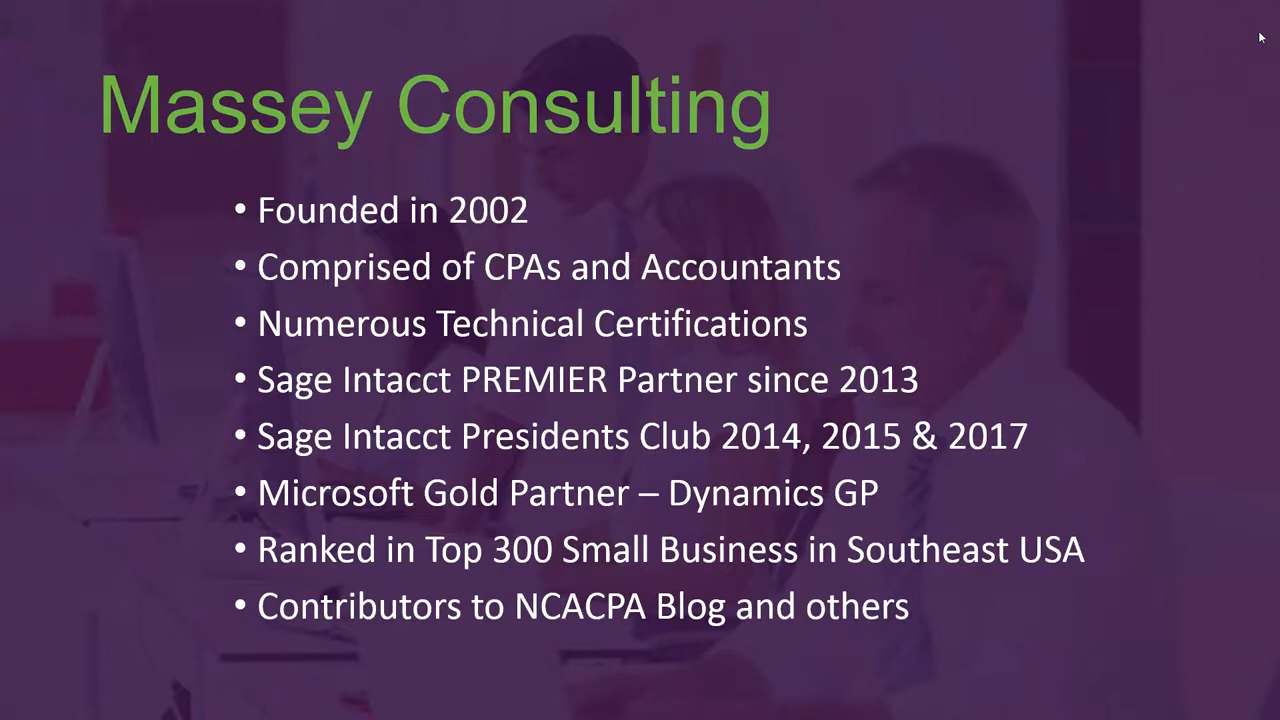 Massey Consulting
• Founded in 2002
• Comprised of CPAs and Accountants
• Numerous Technical Certifications
• Sage Intacct PREMIER Partner since 2013
• Sage Intacct Presidents Club 2014, 2015 & 2017
• Microsoft Gold Partner – Dynamics GP
• Ranked in Top 300 Small Business in Southeast USA
• Contributors to NCACPA Blog and others